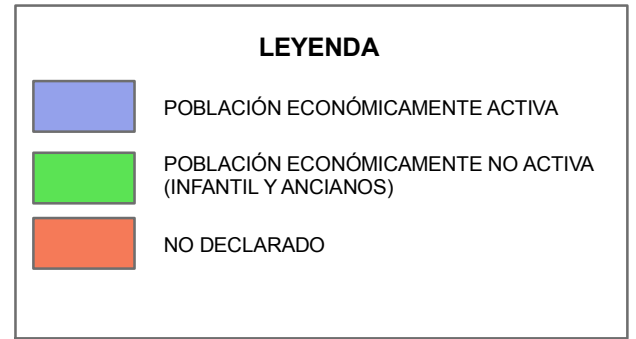 LEYENDA
POBLACIÓN ECONÓMICAMENTE ACTIVA
POBLACIÓN ECONÓMICAMENTE NO ACTIVA
(INFANTIL Y ANCIANOS)
NO DECLARADO